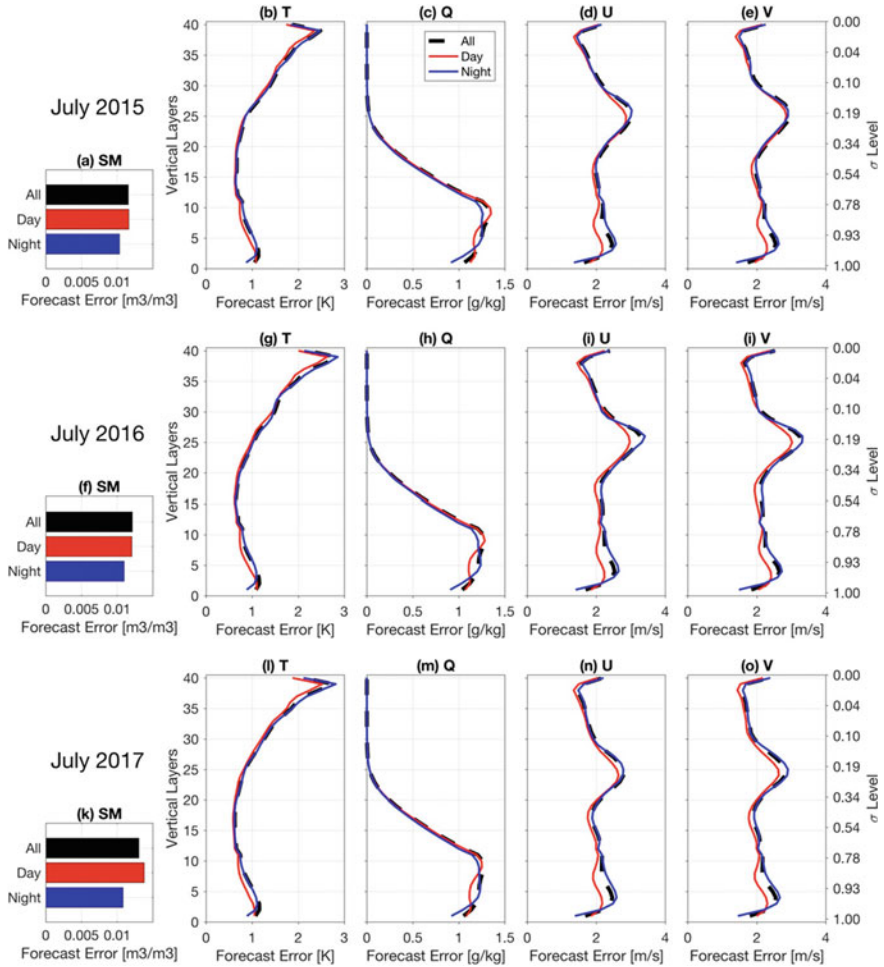 (b) T (c) Q (d) U (e) V
All
Day
Night
July 2015
(a) SM
All
Day
Night
0 0.005 0.01
Forecast Error [m3/m3]
Vertical Layers
40
35
30
25
20
15
10
5
0
0.00
0.04
0.10
0.19
0.34
0.54
0.78
0.93
1.00
σ Level
0 1 2 3 0 0.5 1 1.5 0 2 4 0 2 4
Forecast Error [K] Forecast Error [g/kg] Forecast Error [m/s] Forecast Error [m/s]
(g) T (h) Q (i) U (i) V
July 2016
(f) SM
All
Day
Night
0 0.005 0.01
Forecast Error [m3/m3]
Vertical Layers
40
35
30
25
20
15
10
5
0
0.00
0.04
0.10
0.19
0.34
0.54
0.78
0.93
1.00
σ Level
0 1 2 3 0 0.5 1 1.5 0 2 4 0 2 4
Forecast Error [K] Forecast Error [g/kg] Forecast Error [m/s] Forecast Error [m/s]
(l) T (m) Q (n) U (o) V
July 2017
(k) SM
All
Day
Night
0 0.005 0.01
Forecast Error [m3/m3]
Vertical Layers
40
35
30
25
20
15
10
5
0
0.00
0.04
0.10
0.19
0.34
0.54
0.78
0.93
1.00
σ Level
0 1 2 3 0 0.5 1 1.5 0 2 4 0 2 4
Forecast Error [K] Forecast Error [g/kg] Forecast Error [m/s] Forecast Error [m/s]